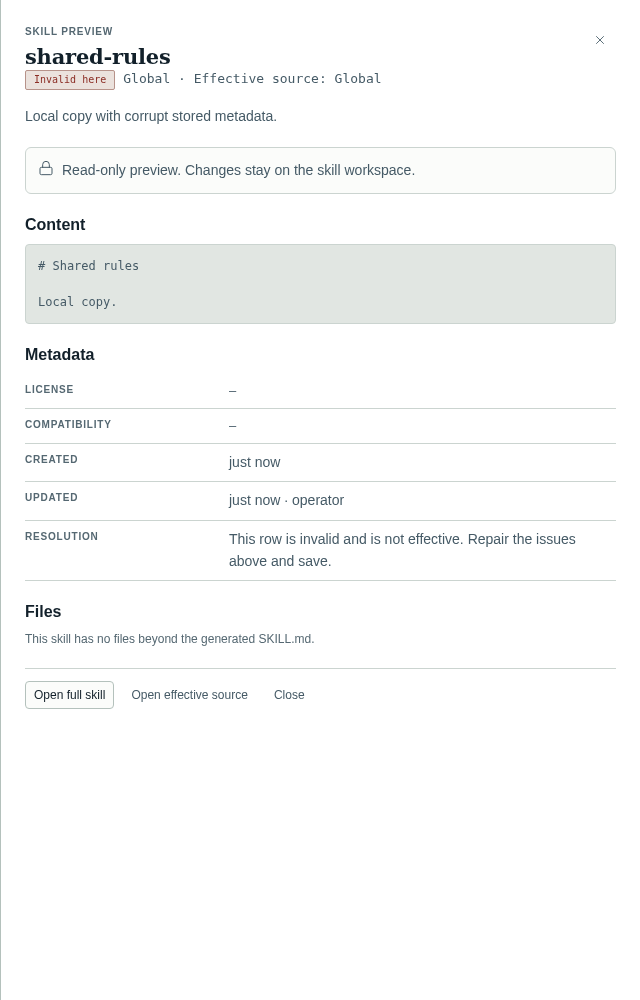 SKILL PREVIEW
shared-rules
Invalid here Global · Effective source: Global
Local copy with corrupt stored metadata.
Read-only preview. Changes stay on the skill workspace.
Content
# Shared rules
Local copy.
Metadata
LICENSE –
COMPATIBILITY –
CREATED just now
UPDATED just now · operator
RESOLUTION This row is invalid and is not effective. Repair the issues
above and save.
Files
This skill has no files beyond the generated SKILL.md.
Open full skill Open effective source Close